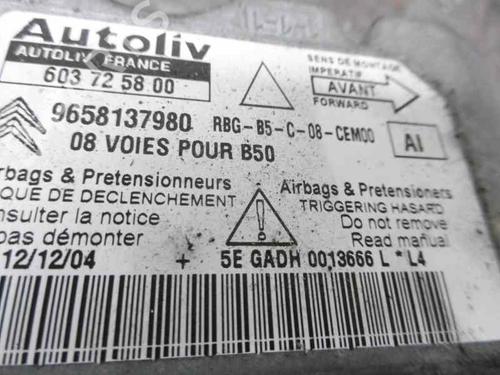 Autoliv
AUTOLIV FRANCE
603 72 58 00
SENS DE MONTAGE
IMPERATIF
AVANT
FORWARD
9658137980
RBG-B5-C-08-CEM00
08 VOIES POUR B50
AI
Airbags & Pretensionneurs
QUE DE DECLENCHEMENT
nsulter la notice
pas démonter
Airbags & Pretensioners
TRIGGERING HASARD
Do not remove
Read manual
12/12/04 + 5E GADH 0013666 L * L4